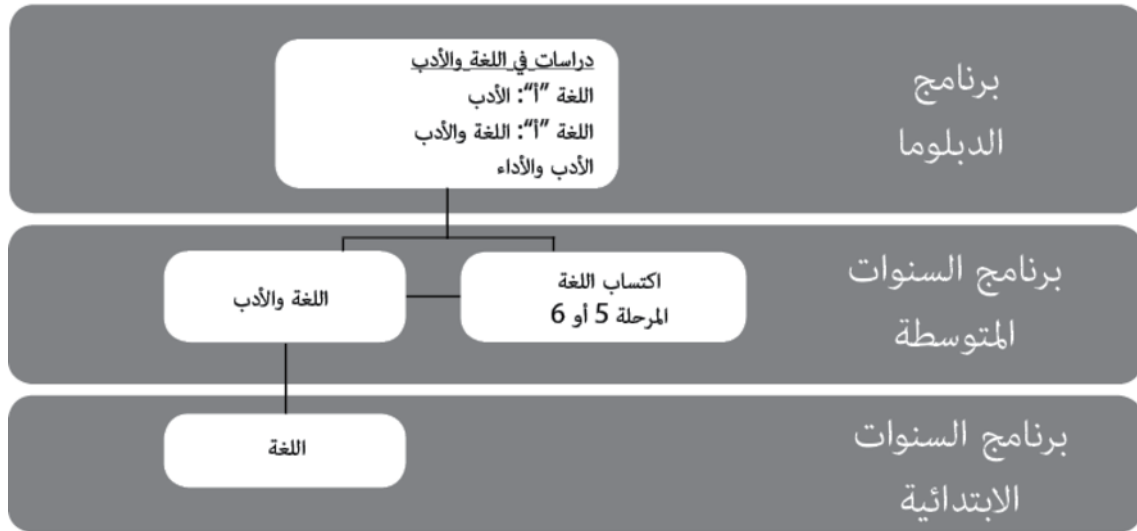 برنامج
الدبلوما
دراسات في اللغة والأدب
اللغة "أ": الأدب
اللغة "أ": اللغة والأدب
الأدب والأداء
برنامج السنوات
المتوسطة
اكتساب اللغة
المرحلة 5 أو 6
اللغة والأدب
برنامج السنوات
الابتدائية
اللغة